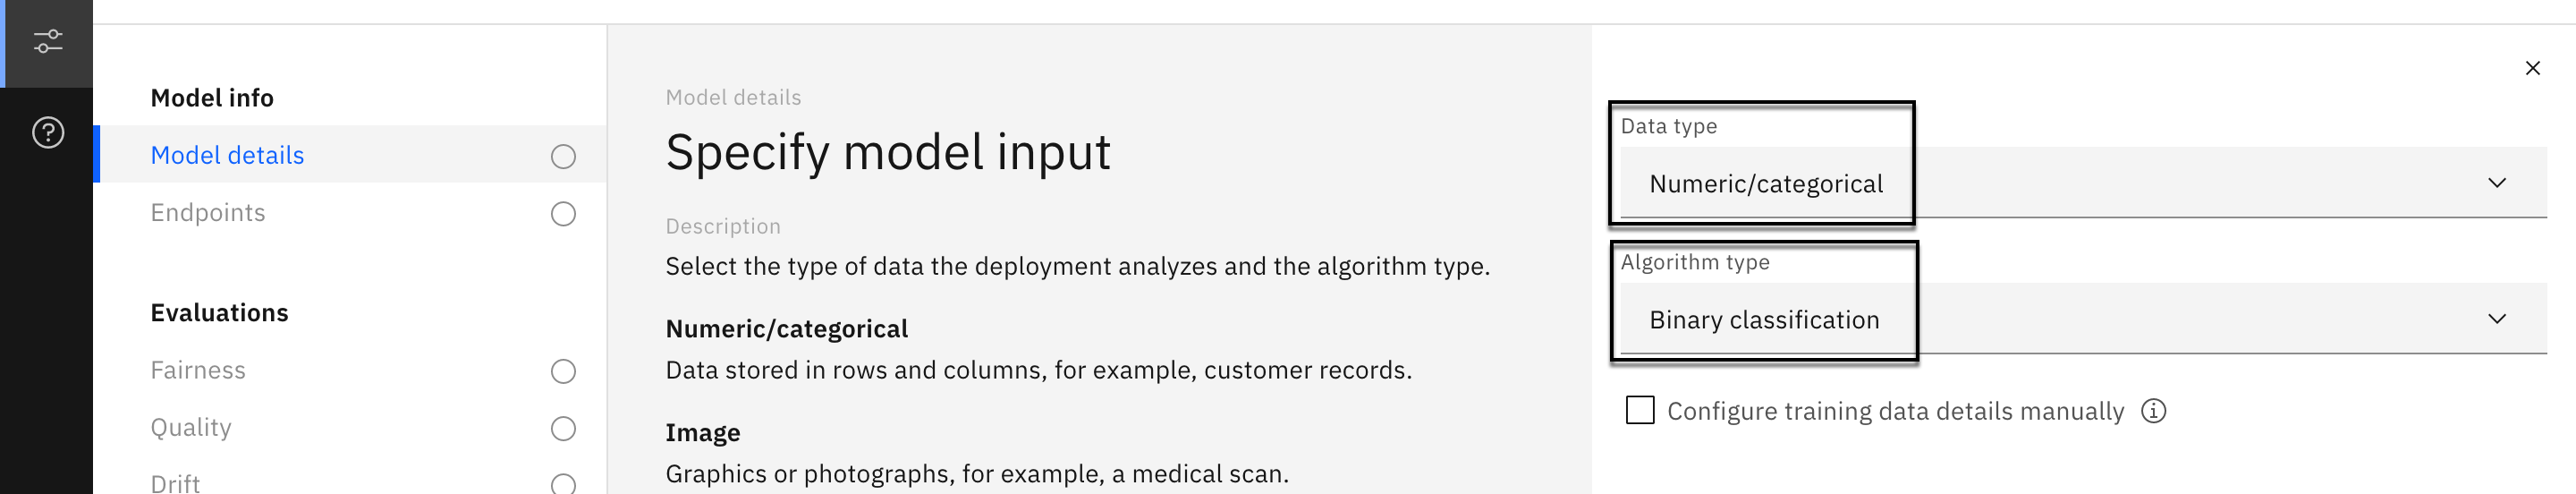 Model info
Model details
Endpoints
Evaluations
Fairness
Quality
Drift
Model details
Specify model input
Description
Select the type of data the deployment analyzes and the algorithm type.
Numeric/categorical
Data stored in rows and columns, for example, customer records.
Image
Graphics or photographs, for example, a medical scan.
Data type
Numeric/categorical
Algorithm type
Binary classification
Configure training data details manually